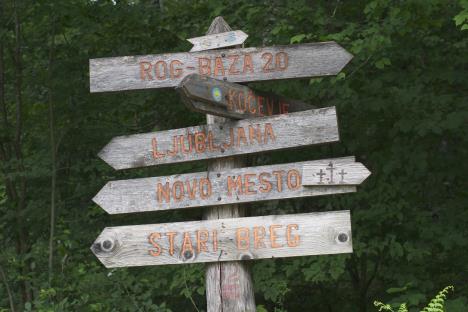 ROG-BAZA 20
KOČEVJE
LJUBLJANA
NOVO MESTO
STARI BREG